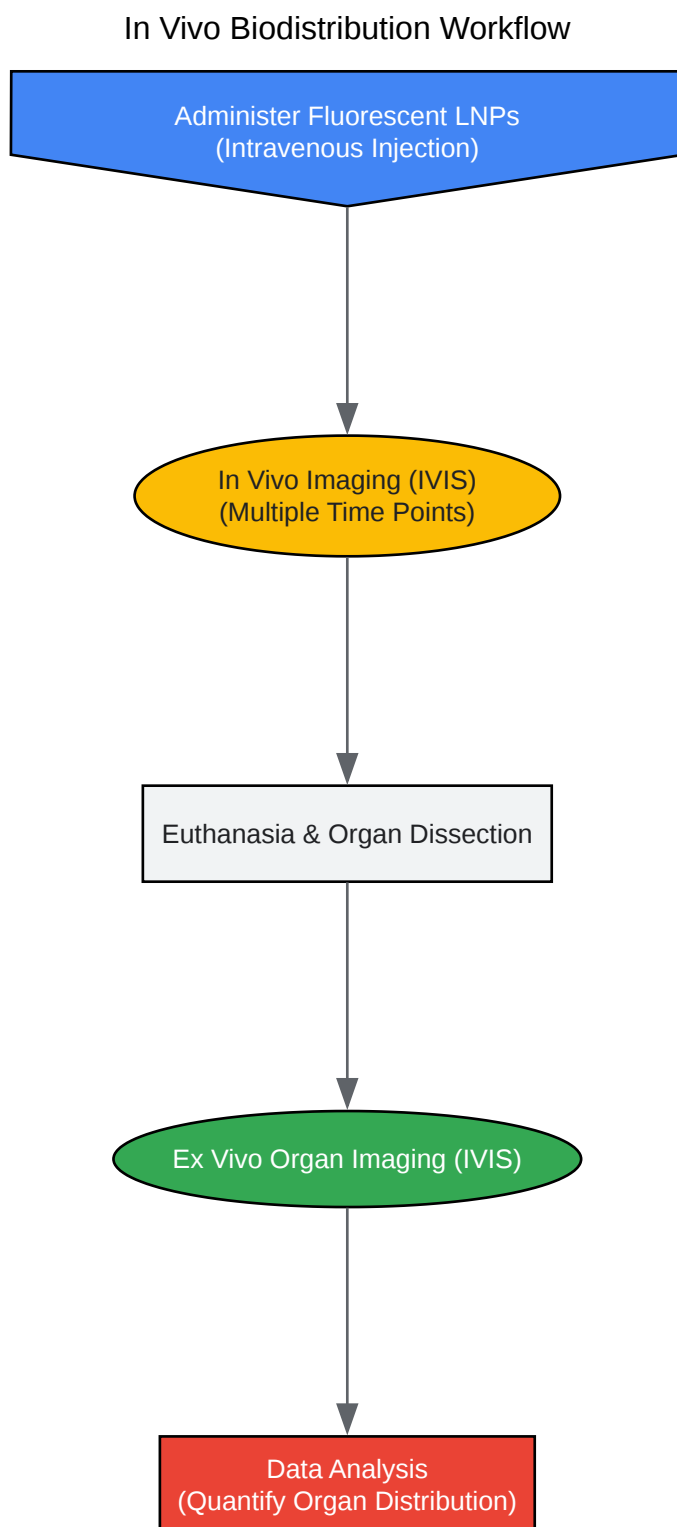 In Vivo Biodistribution Workflow
Administer Fluorescent LNPs
(Intravenous Injection)
In Vivo Imaging (IVIS)
(Multiple Time Points)
Euthanasia & Organ Dissection
Ex Vivo Organ Imaging (IVIS)
Data Analysis
(Quantify Organ Distribution)